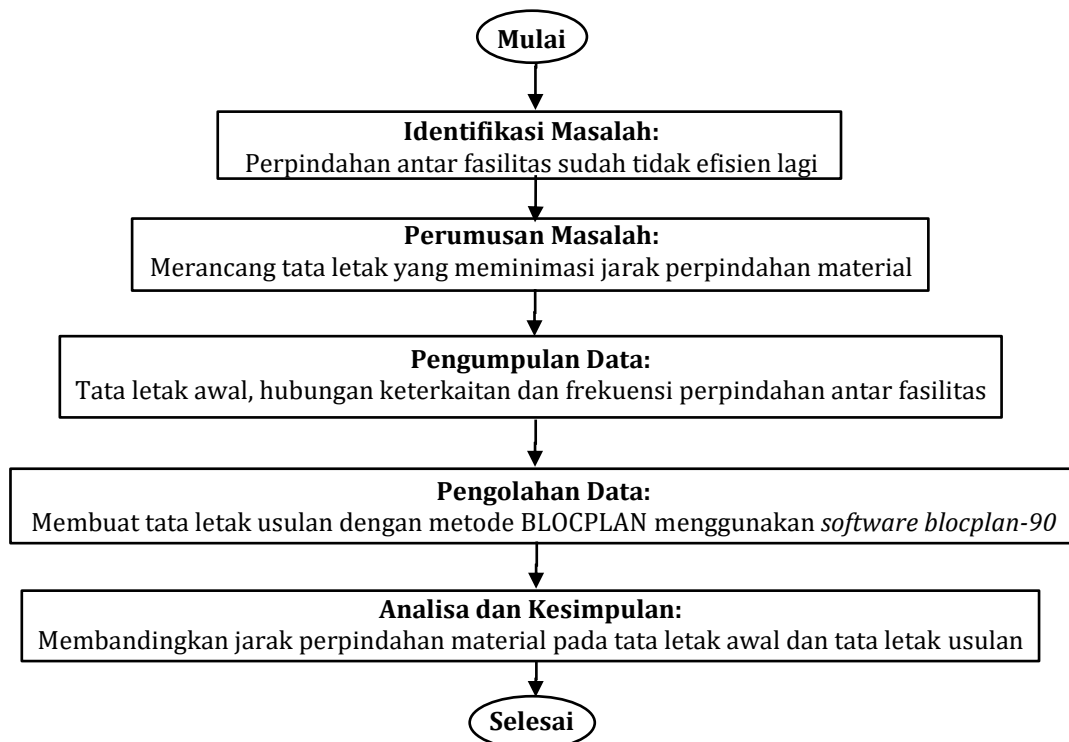 Mulai
Identifikasi Masalah:
Perpindahan antar fasilitas sudah tidak efisien lagi
Perumusan Masalah:
Merancang tata letak yang meminimasi jarak perpindahan material
Pengumpulan Data:
Tata letak awal, hubungan keterkaitan dan frekuensi perpindahan antar fasilitas
Pengolahan Data:
Membuat tata letak usulan dengan metode BLOCPLAN menggunakan software blocplan-90
Analisa dan Kesimpulan:
Membandingkan jarak perpindahan material pada tata letak awal dan tata letak usulan
Selesai